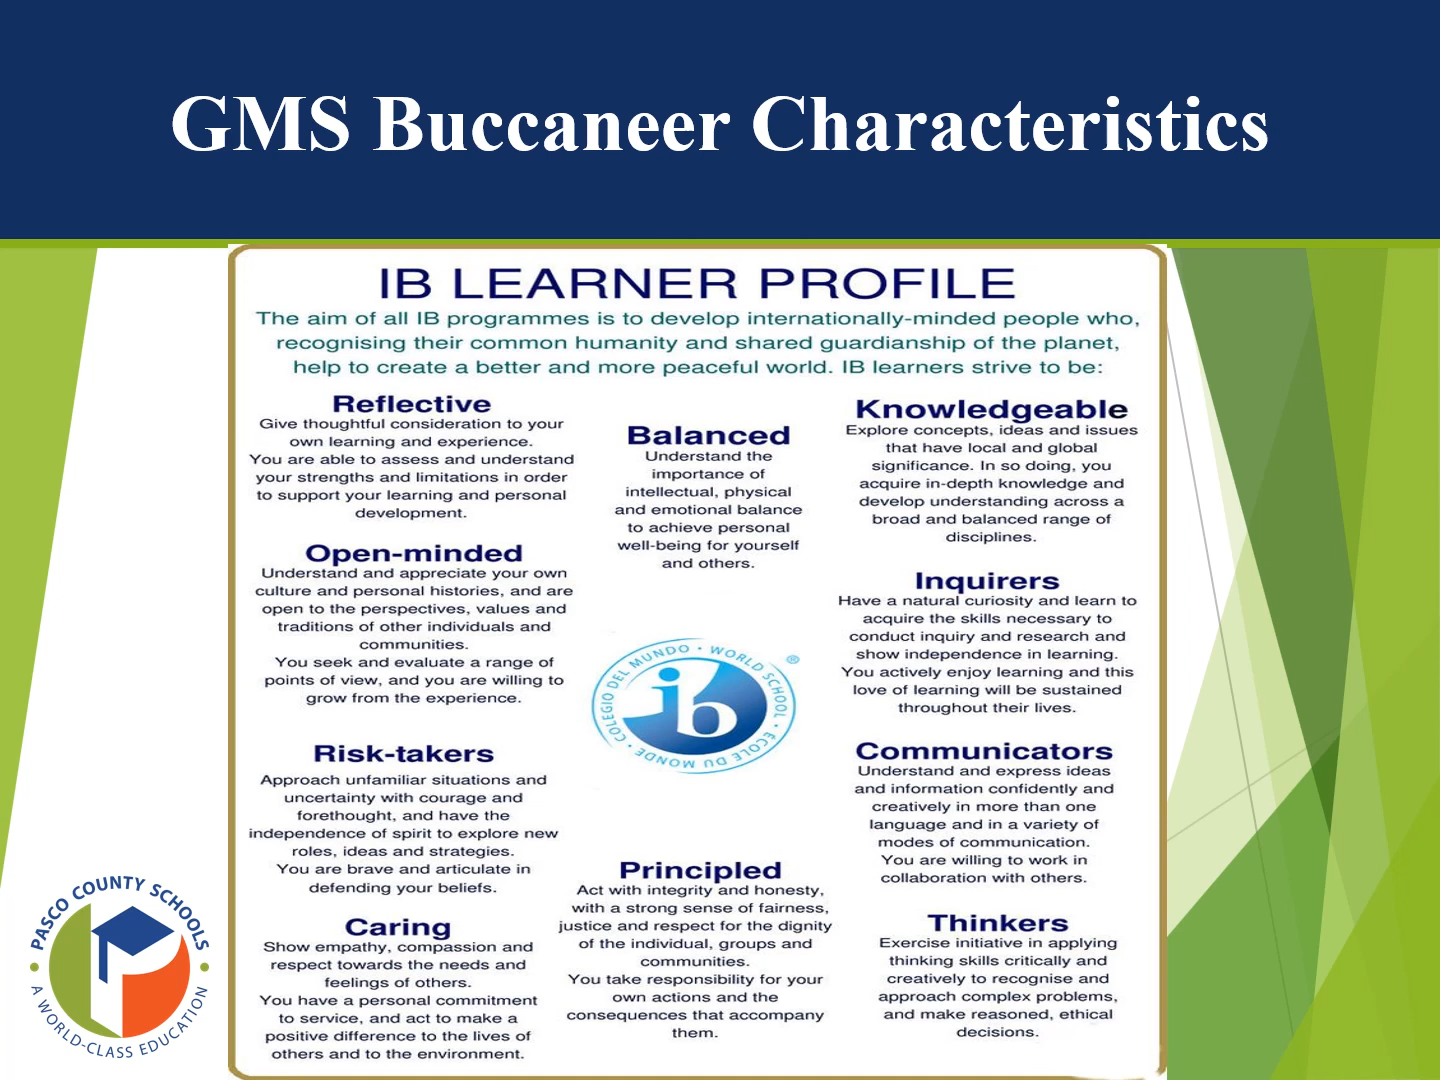 GMS Buccaneer Characteristics
IB LEARNER PROFILE
The aim of all IB programmes is to develop internationally-minded people who,
recognising their common humanity and shared guardianship of the planet,
help to create a better and more peaceful world. IB learners strive to be:
Reflective
Give thoughtful consideration to your
own learning and experience.
You are able to assess and understand
your strengths and limitations in order
to support your learning and personal
development.
Open-minded
Understand and appreciate your own
culture and personal histories, and are
open to the perspectives, values and
traditions of other individuals and
communities.
You seek and evaluate a range of
points of view, and you are willing to
grow from the experience.
Risk-takers
Approach unfamiliar situations and
uncertainty with courage and
forethought, and have the
independence of spirit to explore new
roles, ideas and strategies.
You are brave and articulate in
defending your beliefs.
Caring
Show empathy, compassion and
respect towards the needs and
feelings of others.
You have a personal commitment
to service, and act to make a
positive difference to the lives of
others and to the environment.
Balanced
Understand the
importance of
intellectual, physical
and emotional balance
to achieve personal
well-being for yourself
and others.
COLEGIO DEL MUNDO • WORLD SCHOOL • ÉCOLE DU MONDE •
®
ib
Principled
Act with integrity and honesty,
with a strong sense of fairness,
justice and respect for the dignity
of the individual, groups and
communities.
You take responsibility for your
own actions and the
consequences that accompany
them.
Knowledgeable
Explore concepts, ideas and issues
that have local and global
significance. In so doing, you
acquire in-depth knowledge and
develop understanding across a
broad and balanced range of
disciplines.
Inquirers
Have a natural curiosity and learn to
acquire the skills necessary to
conduct inquiry and research and
show independence in learning.
You actively enjoy learning and this
love of learning will be sustained
throughout their lives.
Communicators
Understand and express ideas
and information confidently and
creatively in more than one
language and in a variety of
modes of communication.
You are willing to work in
collaboration with others.
Thinkers
Exercise initiative in applying
thinking skills critically and
creatively to recognise and
approach complex problems,
and make reasoned, ethical
decisions.
PASCO COUNTY SCHOOLS
A WORLD-CLASS EDUCATION